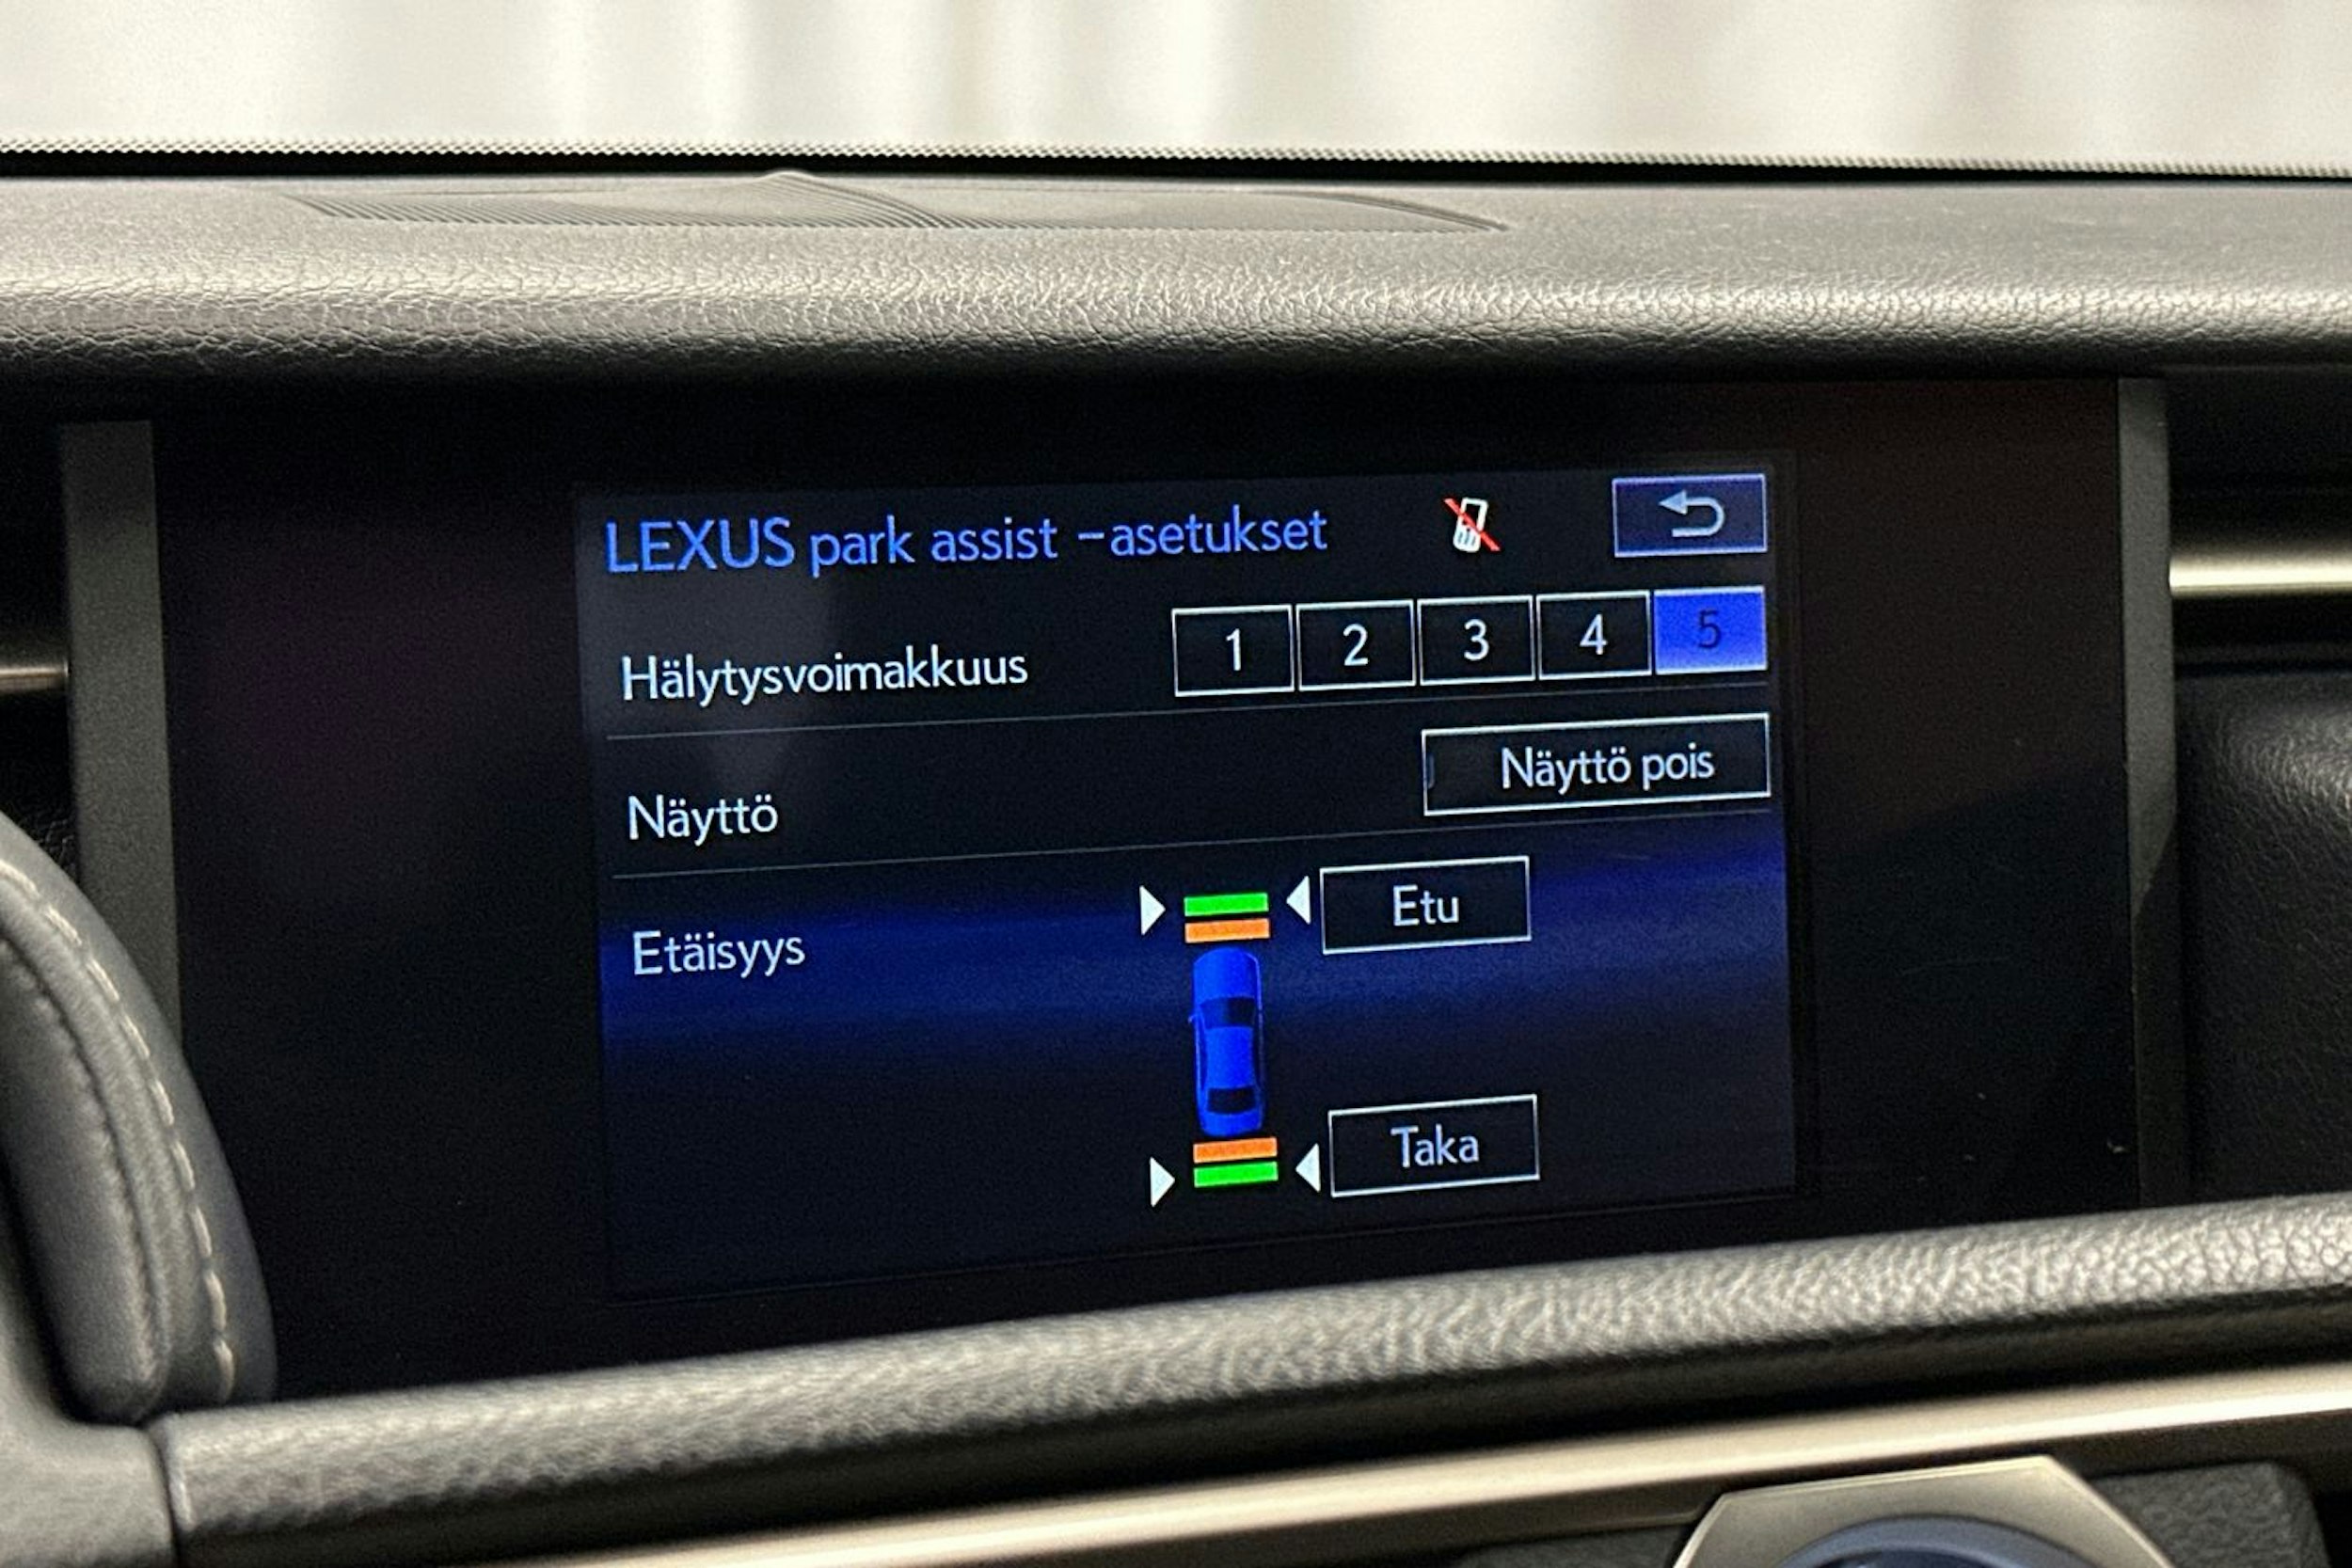 LEXUS park assist -asetukset
Hälytysvoimakkuus 1 2 3 4 5
Näyttö Näyttö pois
Etäisyys Etu
Taka